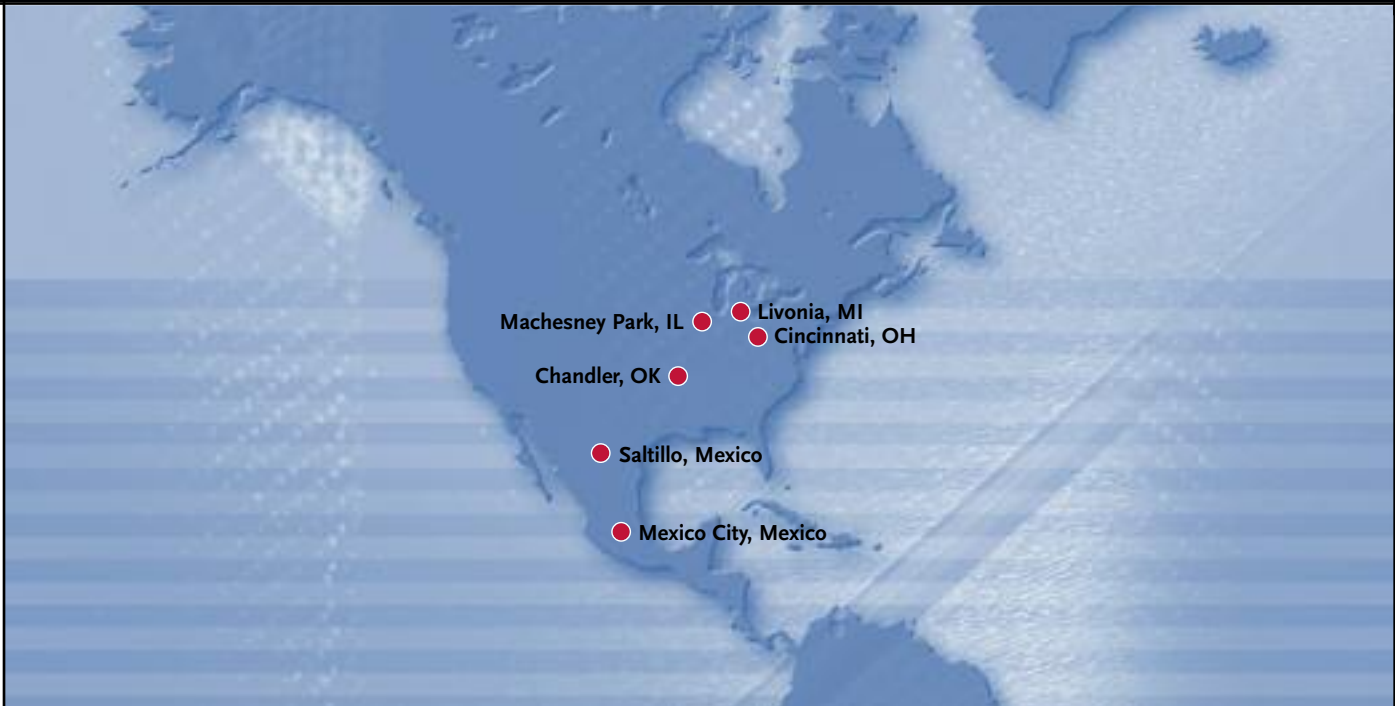 Livonia, MI
Machesney Park, IL
Cincinnati, OH
Chandler, OK
Saltillo, Mexico
Mexico City, Mexico